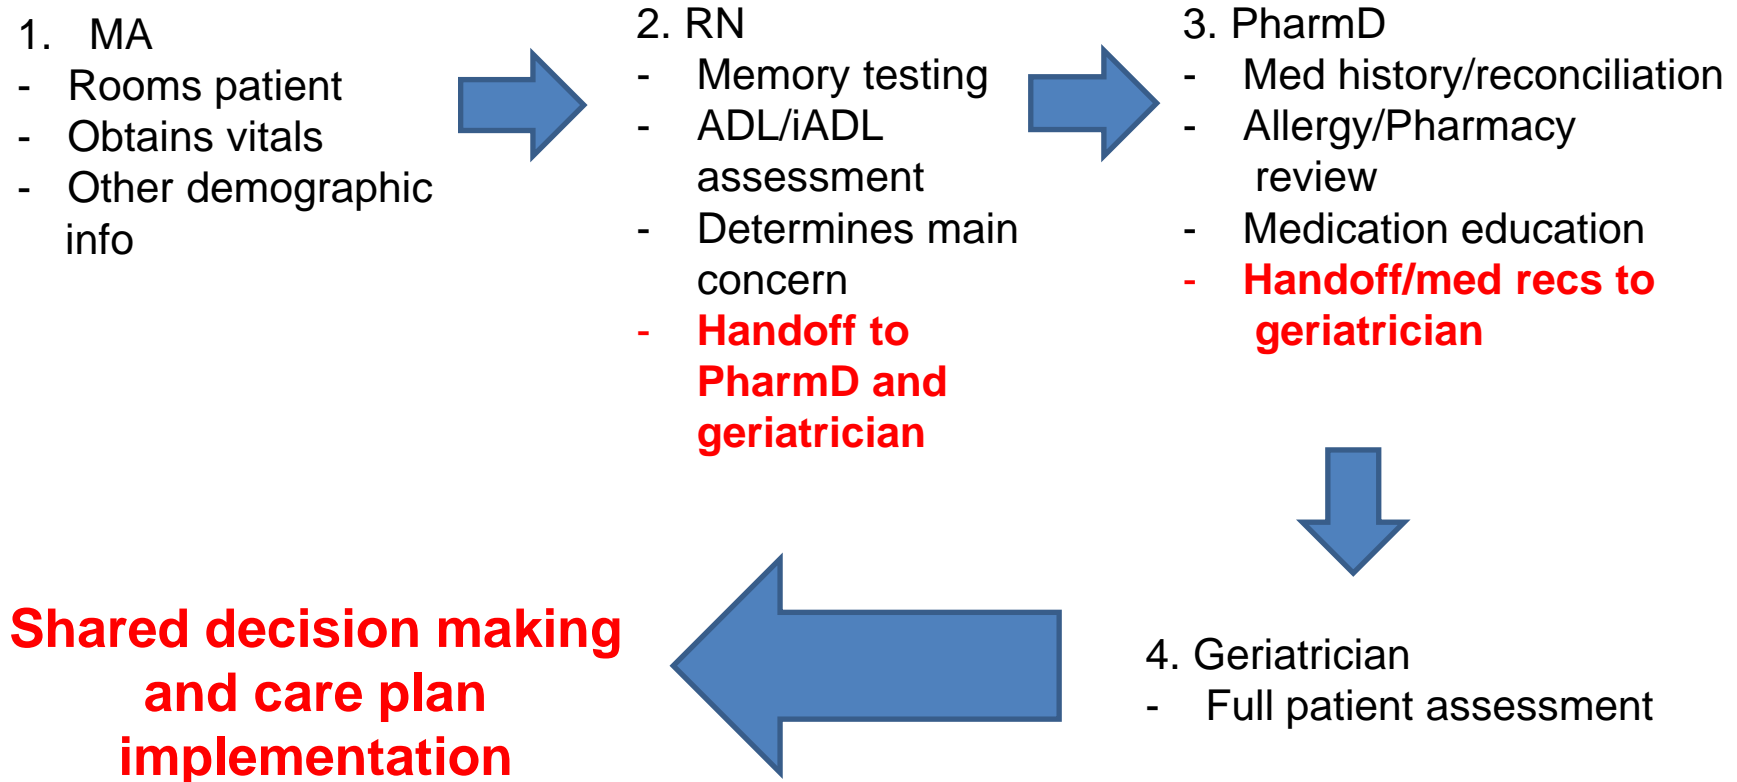 1. MA
- Rooms patient
- Obtains vitals
- Other demographic
info
2. RN
- Memory testing
- ADL/iADL
assessment
- Determines main
concern
- Handoff to
PharmD and
geriatrician
3. PharmD
- Med history/reconciliation
- Allergy/Pharmacy
review
- Medication education
- Handoff/med recs to
geriatrician
4. Geriatrician
- Full patient assessment
Shared decision making
and care plan
implementation